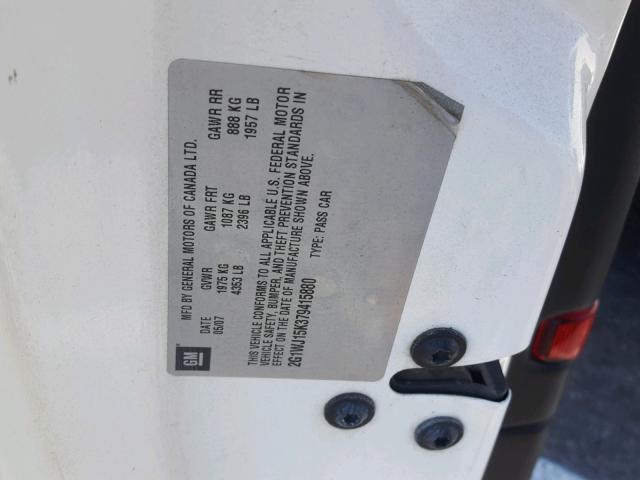 MFD BY GENERAL MOTORS OF CANADA LTD.
DATE GVWR GAWR FRT GAWR RR
05/07 1975 KG 1087 KG 888 KG
4353 LB 2396 LB 1957 LB
THIS VEHICLE CONFORMS TO ALL APPLICABLE U.S. FEDERAL MOTOR
VEHICLE SAFETY, BUMPER, AND THEFT PREVENTION STANDARDS IN
EFFECT ON THE DATE OF MANUFACTURE SHOWN ABOVE.
2G1WJ15K379415880 TYPE: PASS CAR
GM